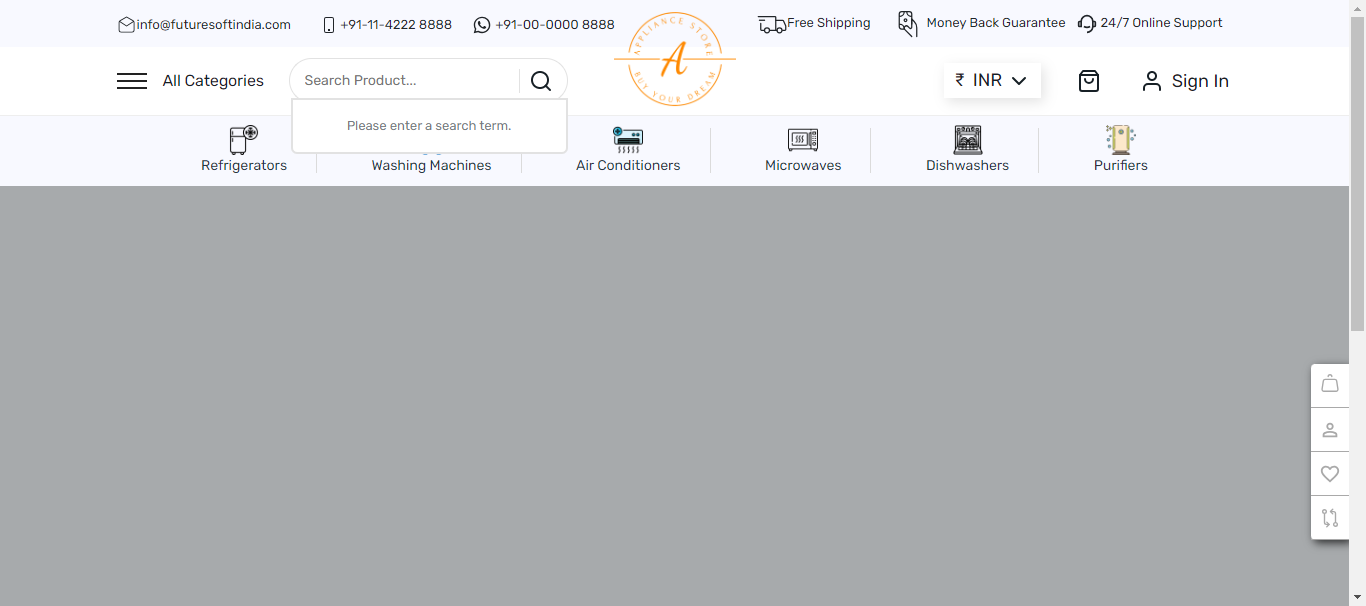 info@futuresoftindia.com +91-11-4222 8888 +91-00-0000 8888 Free Shipping Money Back Guarantee 24/7 Online Support
APPLIANCE STORE
A
BUY YOUR DREAM
All Categories Search Product... ₹ INR Sign In
Please enter a search term.
Refrigerators Washing Machines Air Conditioners Microwaves Dishwashers Purifiers